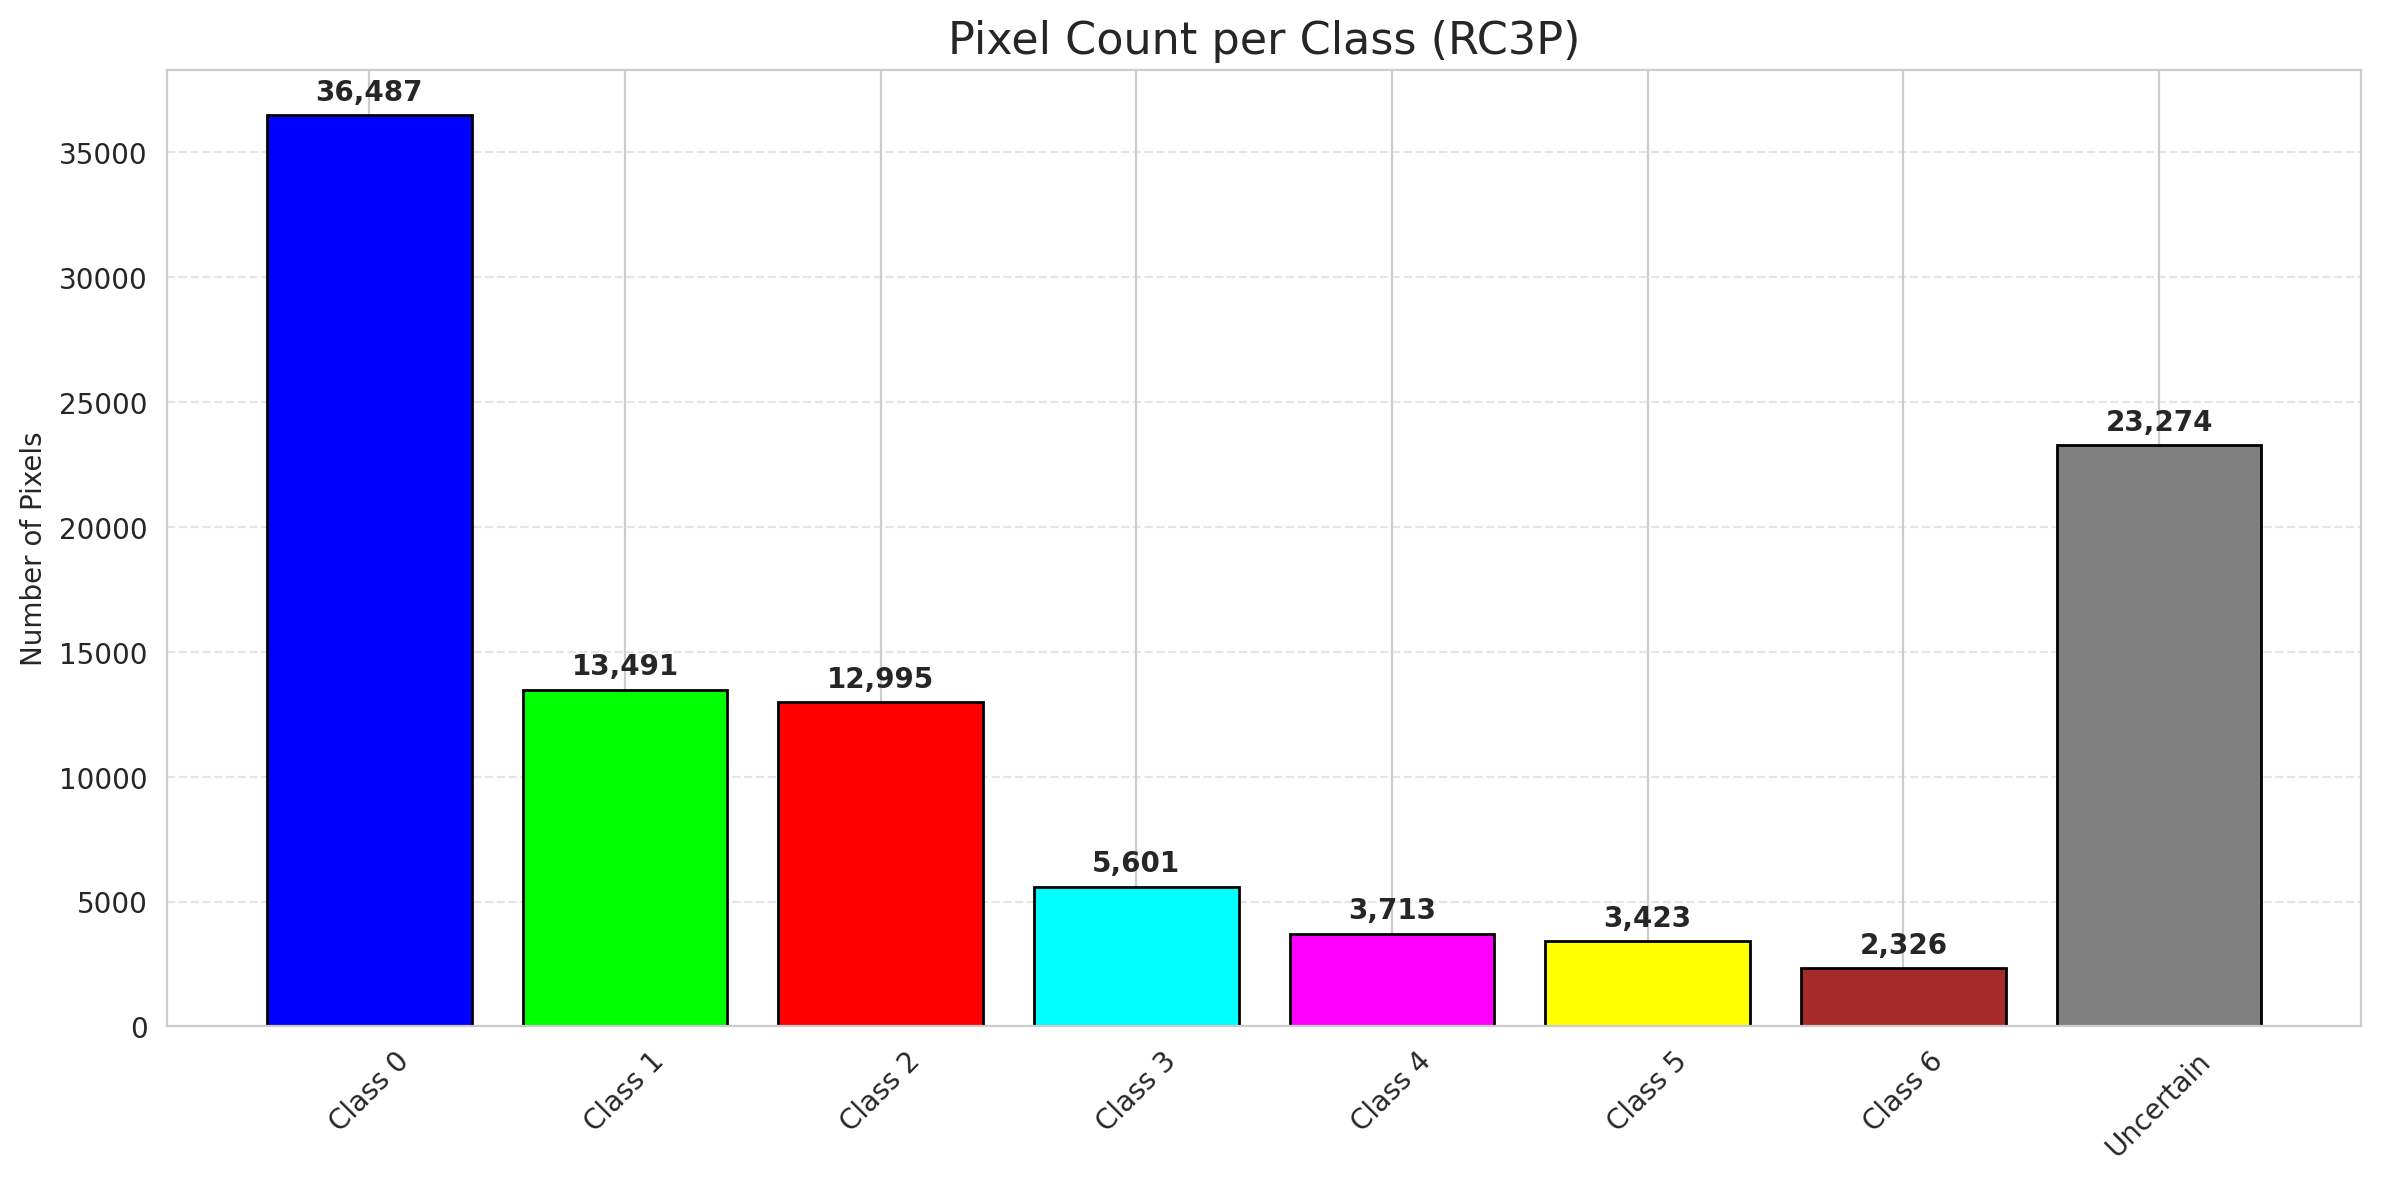 Pixel Count per Class (RC3P)
Number of Pixels
35000
30000
25000
20000
15000
10000
5000
0
36,487
13,491
12,995
5,601
3,713
3,423
2,326
23,274
Class 0
Class 1
Class 2
Class 3
Class 4
Class 5
Class 6
Uncertain